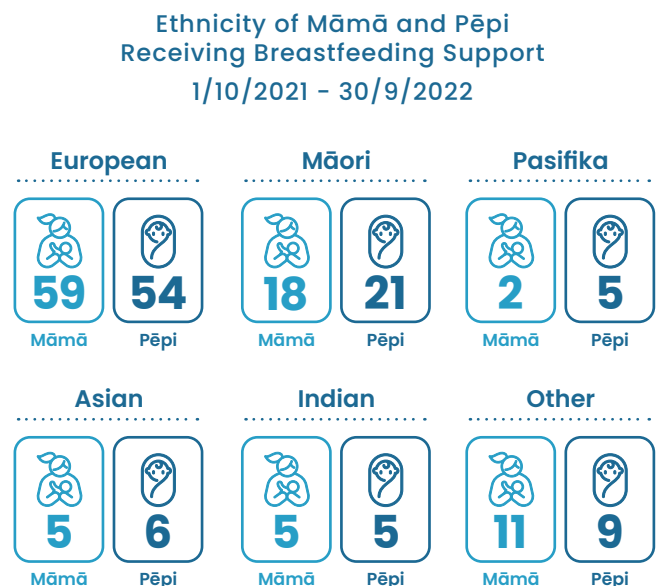 Ethnicity of Māmā and Pēpi
Receiving Breastfeeding Support
1/10/2021 - 30/9/2022
European
59
54
Māmā
Pēpi
Māori
18
21
Māmā
Pēpi
Pasifika
2
5
Māmā
Pēpi
Asian
5
6
Māmā
Pēpi
Indian
5
5
Māmā
Pēpi
Other
11
9
Māmā
Pēpi